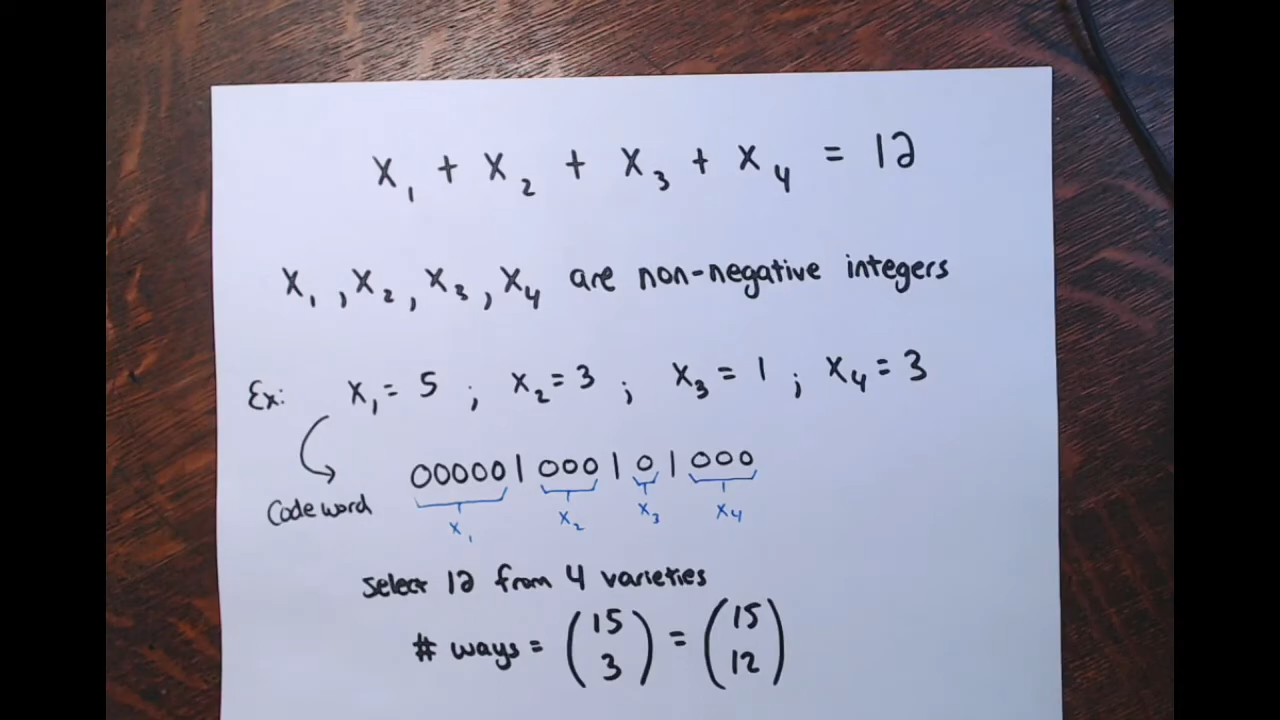 x₁ + x₂ + x₃ + x₄ = 12
x₁, x₂, x₃, x₄ are non-negative integers
Ex: x₁ = 5 ; x₂ = 3 ; x₃ = 1 ; x₄ = 3
Code word 00000|000|0|000
x₁ x₂ x₃ x₄
Select 12 from 4 varieties
# ways = (15 3) = (15 12)